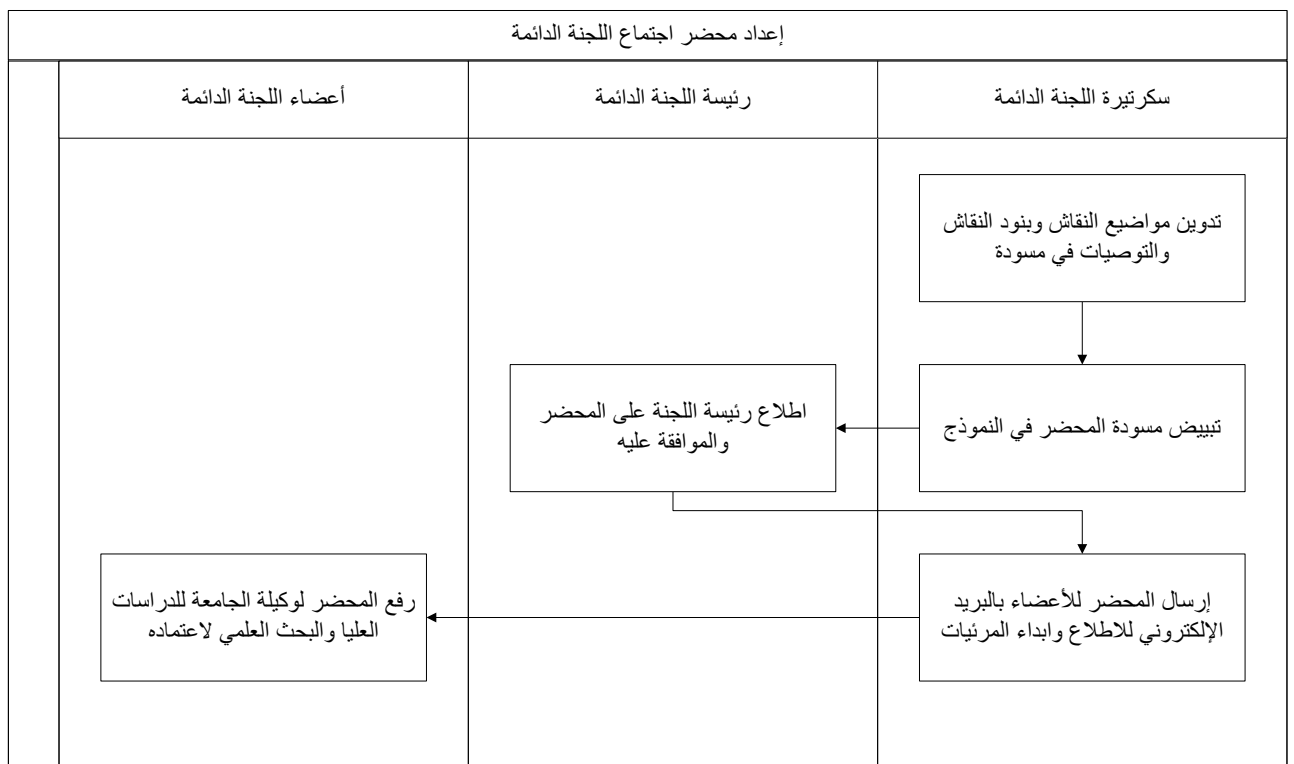 إعداد محضر اجتماع اللجنة الدائمة
سكرتيرة اللجنة الدائمة
رئيسة اللجنة الدائمة
أعضاء اللجنة الدائمة
تدوين مواضيع النقاش وبنود النقاش
والتوصيات في مسودة
تبييض مسودة المحضر في النموذج
اطلاع رئيسة اللجنة على المحضر
والموافقة عليه
إرسال المحضر للأعضاء بالبريد
الإلكتروني للاطلاع وابداء المرئيات
رفع المحضر لوكيلة الجامعة للدراسات
العليا والبحث العلمي لاعتماده